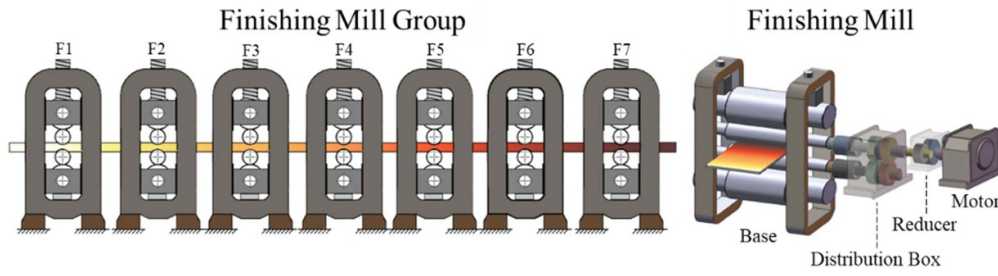 Finishing Mill Group
Finishing Mill
F1 F2 F3 F4 F5 F6 F7
Motor
Reducer
Base
Distribution Box